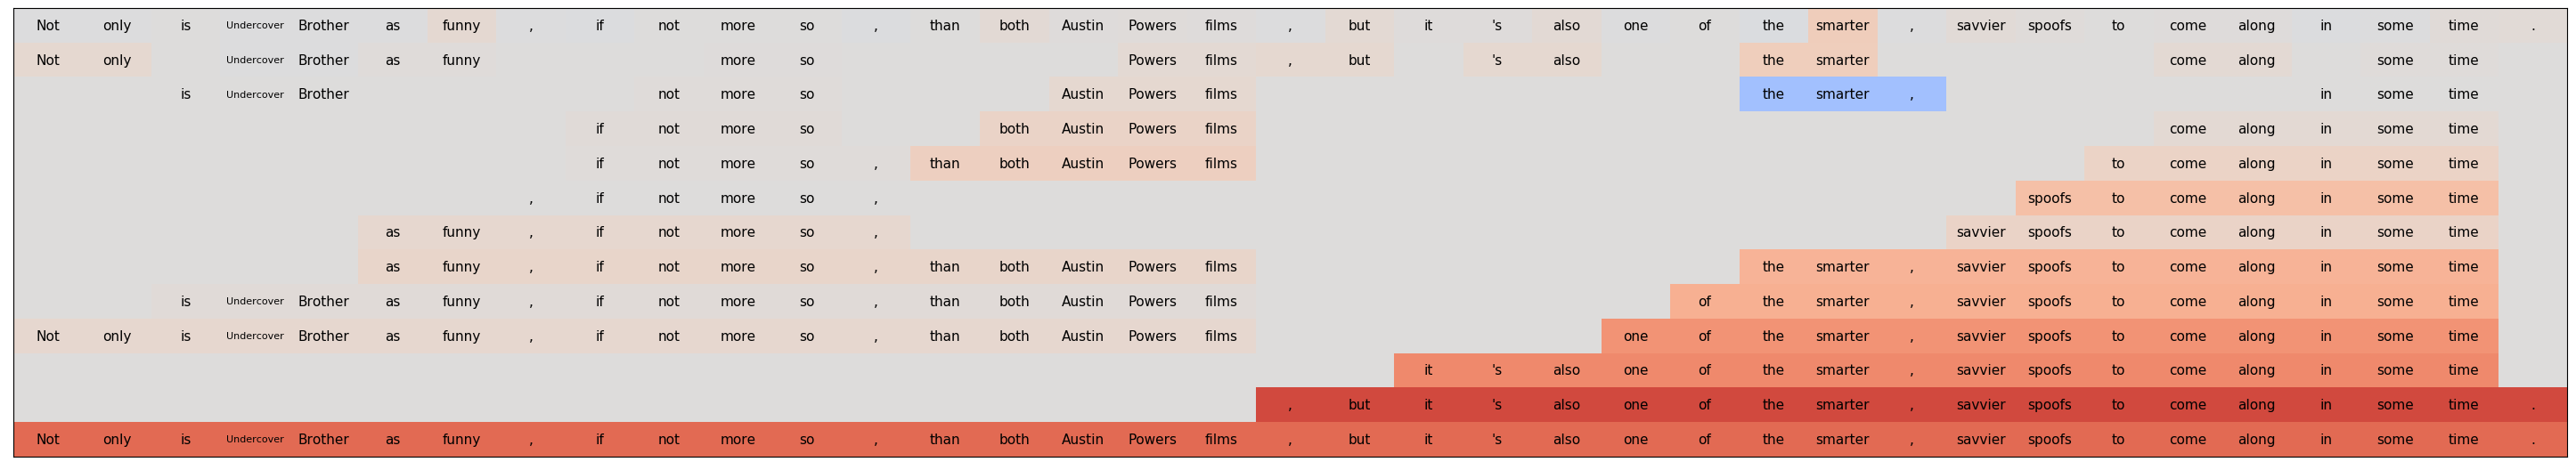 Not only is Undercover Brother as funny , if not more so , than both Austin Powers films , but it 's also one of the smarter , savvier spoofs to come along in some time .
Not only Undercover Brother as funny more so Powers films , but 's also the smarter come along some time
is Undercover Brother not more so Austin Powers films the smarter , in some time
if not more so both Austin Powers films come along in some time
if not more so , than both Austin Powers films to come along in some time
, if not more so , spoofs to come along in some time
as funny , if not more so , savvier spoofs to come along in some time
as funny , if not more so , than both Austin Powers films the smarter , savvier spoofs to come along in some time
is Undercover Brother as funny , if not more so , than both Austin Powers films of the smarter , savvier spoofs to come along in some time
Not only is Undercover Brother as funny , if not more so , than both Austin Powers films one of the smarter , savvier spoofs to come along in some time
it 's also one of the smarter , savvier spoofs to come along in some time
, but it 's also one of the smarter , savvier spoofs to come along in some time .
Not only is Undercover Brother as funny , if not more so , than both Austin Powers films , but it 's also one of the smarter , savvier spoofs to come along in some time .